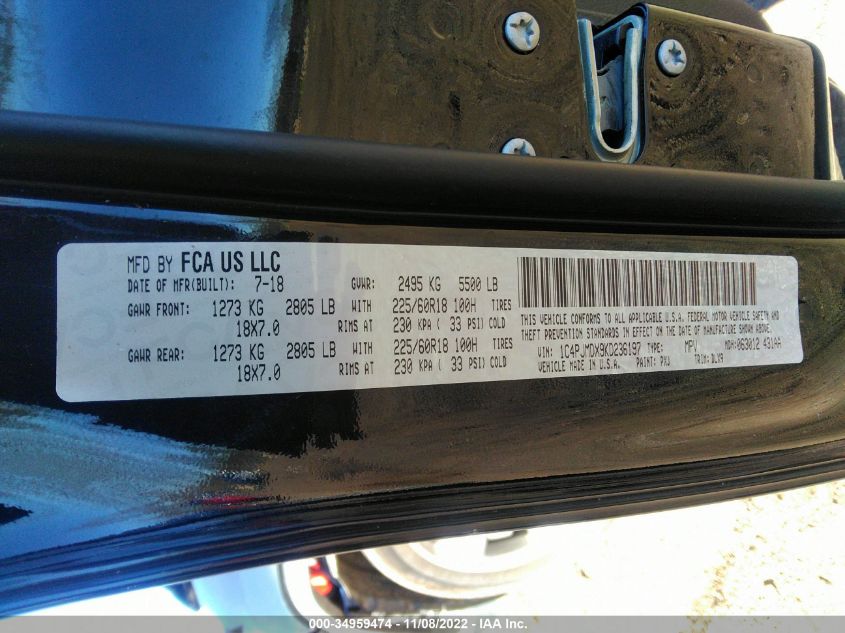 MFD BY FCA US LLC
DATE OF MFR(BUILT): 7-18 GVWR: 2495 KG 5500 LB
GAWR FRONT: 1273 KG 2805 LB WITH 225/60R18 100H TIRES
18X7.0 RIMS AT 230 KPA ( 33 PSI) COLD
GAWR REAR: 1273 KG 2805 LB WITH 225/60R18 100H TIRES
18X7.0 RIMS AT 230 KPA ( 33 PSI) COLD
THIS VEHICLE CONFORMS TO ALL APPLICABLE U.S.A. FEDERAL MOTOR VEHICLE SAFETY AND
THEFT PREVENTION STANDARDS IN EFFECT ON THE DATE OF MANUFACTURE SHOWN ABOVE.
VIN: 1C4PJMDX9KD236197 TYPE: MPV MDH: 063012 431AA
VEHICLE MADE IN U.S.A. PAINT: PXJ TRIM: DLX9
000-34959474 - 11/08/2022 - IAA Inc.